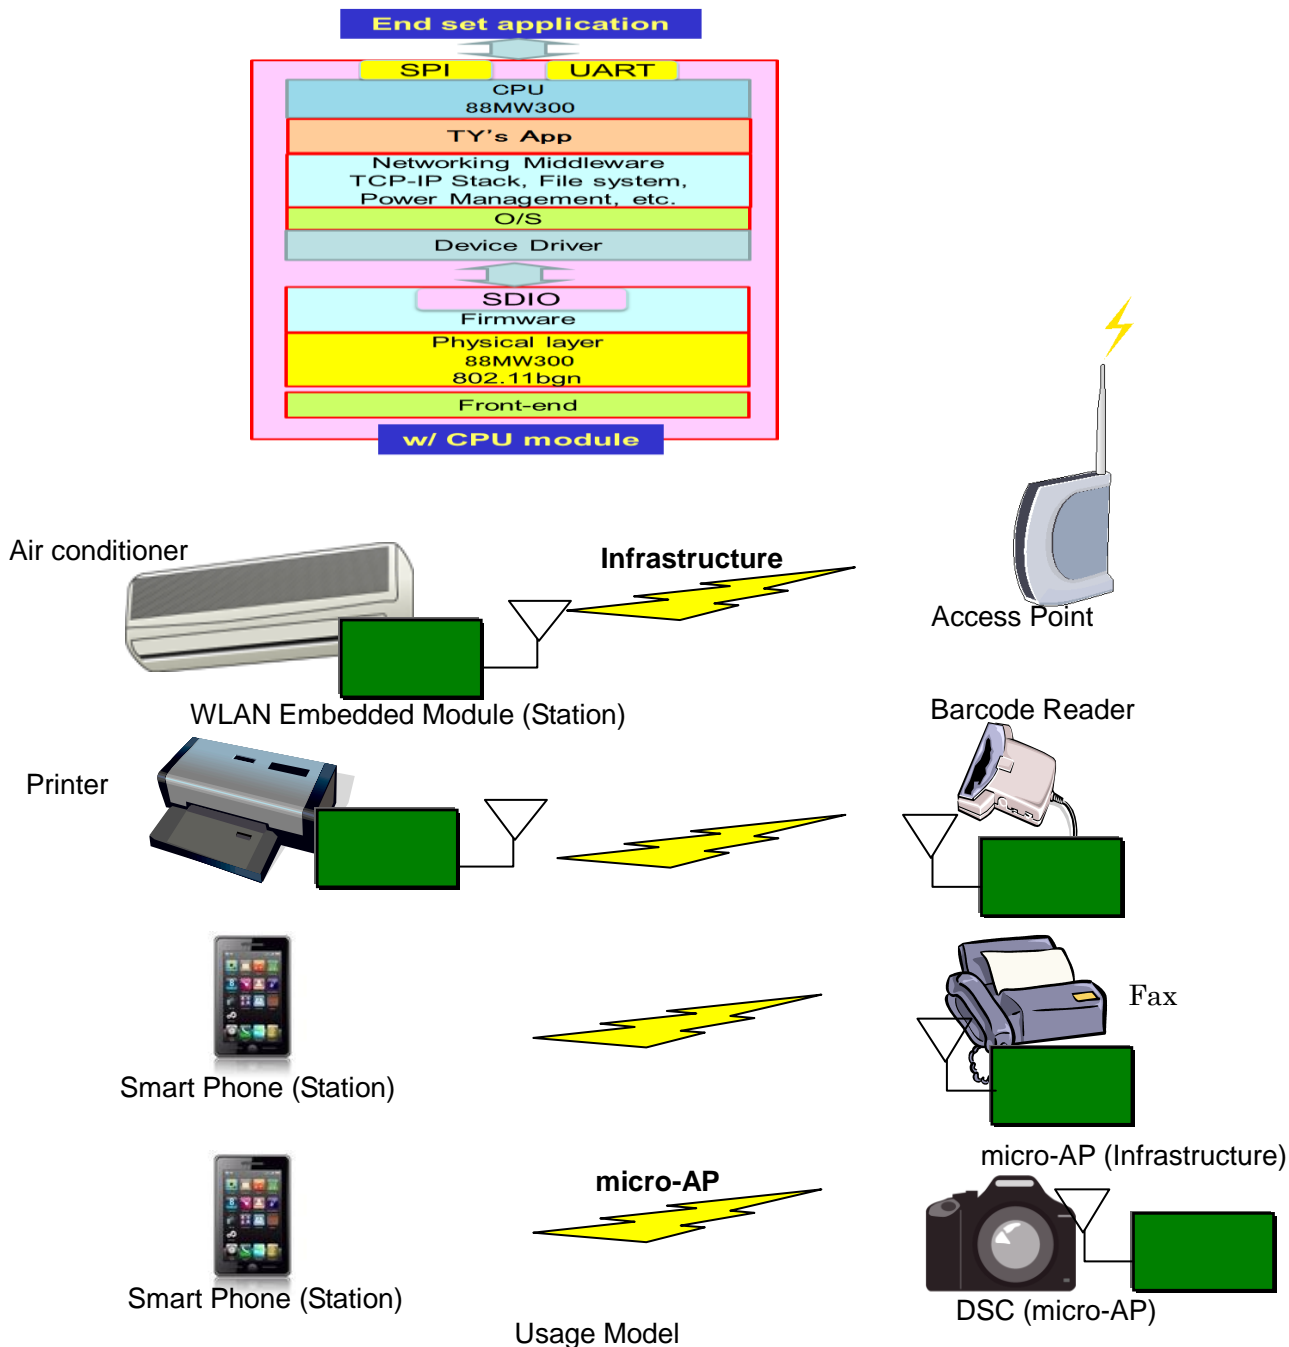 End set application
SPI
UART
CPU
88MW300
TY's App
Networking Middleware
TCP-IP Stack, File system,
Power Management, etc.
O/S
Device Driver
SDIO
Firmware
Physical layer
88MW300
802.11bgn
Front-end
w/ CPU module
Air conditioner
Infrastructure
Access Point
WLAN Embedded Module (Station)
Barcode Reader
Printer
Fax
Smart Phone (Station)
micro-AP (Infrastructure)
micro-AP
Smart Phone (Station)
DSC (micro-AP)
Usage Model